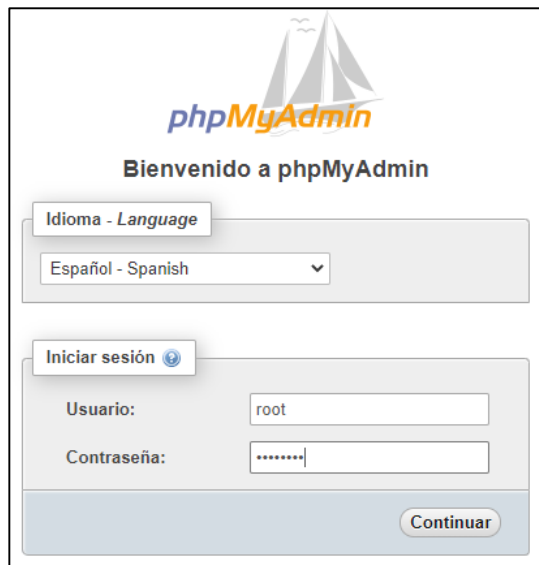 phpMyAdmin
Bienvenido a phpMyAdmin
Idioma - Language
Español - Spanish
Iniciar sesión
Usuario:
root
Contraseña:
••••••••
Continuar